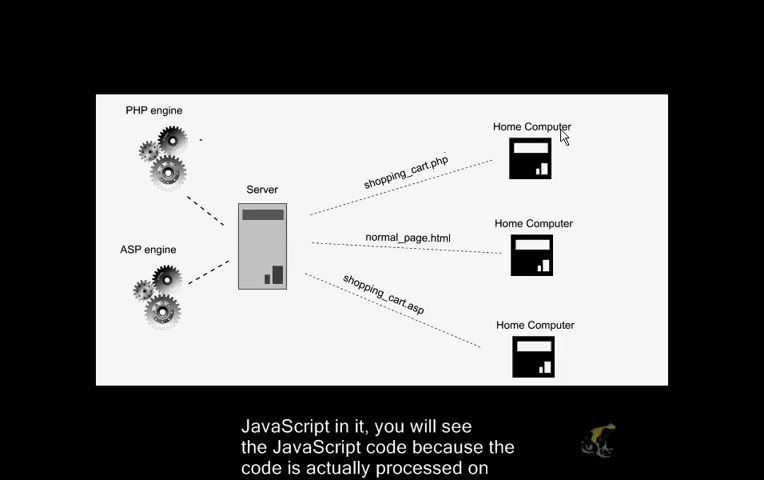 PHP engine
Home Computer
shopping_cart.php
Server
Home Computer
normal_page.html
ASP engine
shopping_cart.asp
Home Computer
JavaScript in it, you will see
the JavaScript code because the
code is actually processed on